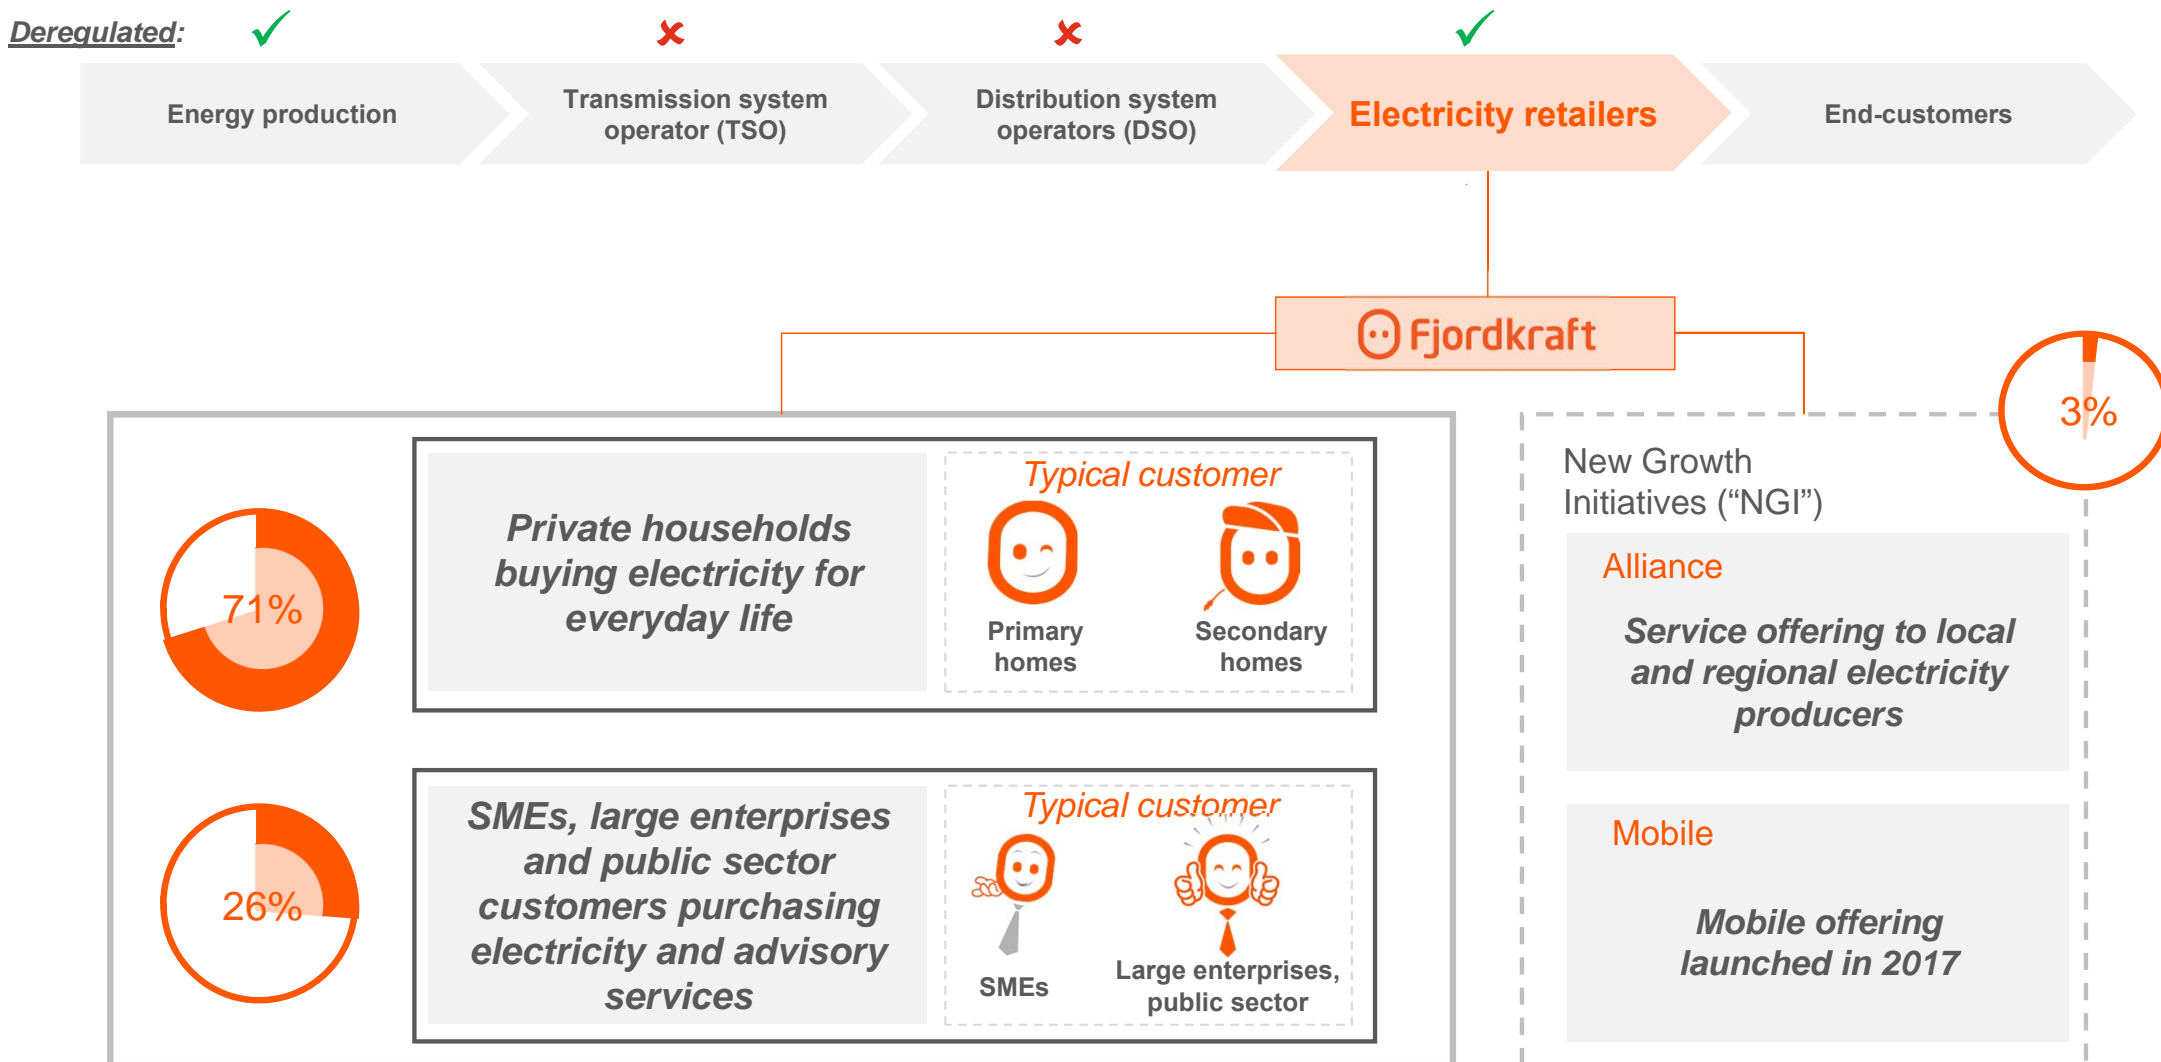 Deregulated:
Energy production
Transmission system
operator (TSO)
Distribution system
operators (DSO)
Electricity retailers
End-customers
Fjordkraft
3%
71%
Private households
buying electricity for
everyday life
Typical customer
Primary
homes
Secondary
homes
26%
SMEs, large enterprises
and public sector
customers purchasing
electricity and advisory
services
Typical customer
SMEs
Large enterprises,
public sector
New Growth
Initiatives (“NGI”)
Alliance
Service offering to local
and regional electricity
producers
Mobile
Mobile offering
launched in 2017